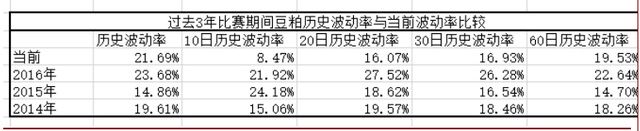 过去3年比赛期间豆粕历史波动率与当前波动率比较
历史波动率 10日历史波动率 20日历史波动率 30日历史波动率 60日历史波动率
当前 21.69% 8.47% 16.07% 16.93% 19.53%
2016年 23.68% 21.92% 27.52% 26.28% 22.64%
2015年 14.86% 24.18% 18.62% 16.54% 14.70%
2014年 19.61% 15.06% 19.57% 18.46% 18.26%